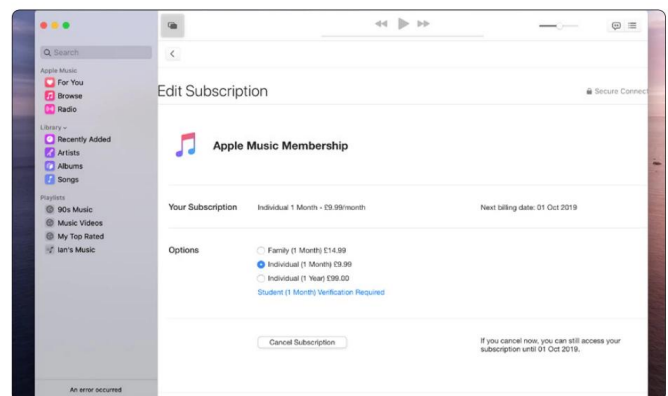 Search
Apple Music
For You
Browse
Radio
Library
Recently Added
Artists
Albums
Songs
Playlists
90s Music
Music Videos
My Top Rated
Ian's Music
An error occurred
Edit Subscription
Secure Connect
Apple Music Membership
Your Subscription Individual 1 Month - £9.99/month Next billing date: 01 Oct 2019
Options
Family (1 Month) £14.99
Individual (1 Month) £9.99
Individual (1 Year) £99.00
Student (1 Month) Verification Required
Cancel Subscription
If you cancel now, you can still access your
subscription until 01 Oct 2019.